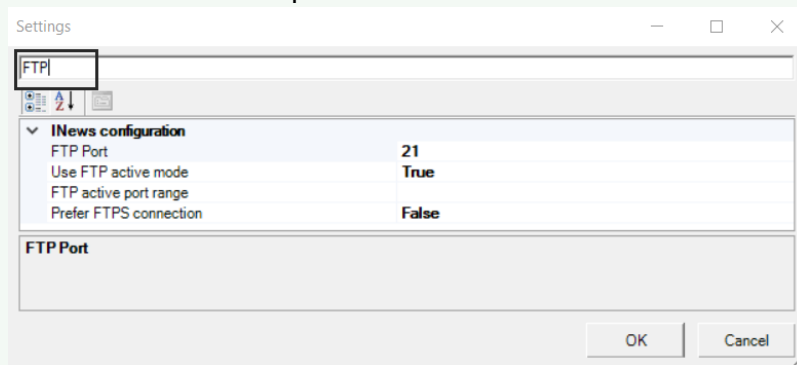 Settings
FTP
INews configuration
FTP Port 21
Use FTP active mode True
FTP active port range
Prefer FTPS connection False
FTP Port
OK Cancel